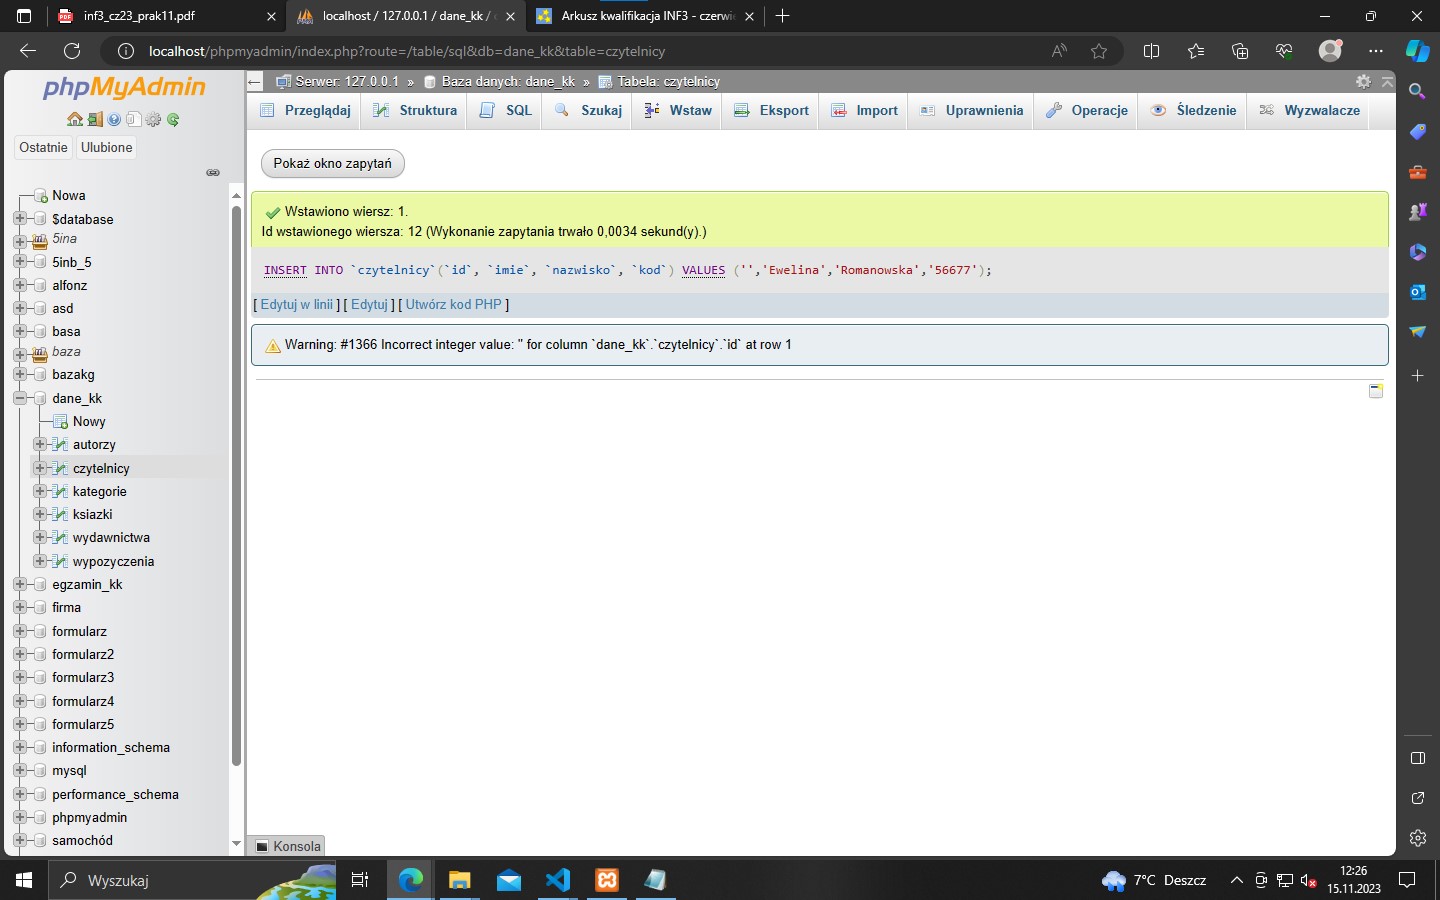 inf3_cz23_prak11.pdf
localhost / 127.0.0.1 / dane_kk /
Arkusz kwalifikacja INF3 - czerwi
localhost/phpmyadmin/index.php?route=/table/sql&db=dane_kk&table=czytelnicy
phpMyAdmin
Ostatnie
Ulubione
Nowa
$database
5ina
5inb_5
alfonz
asd
basa
baza
bazakg
dane_kk
Nowy
autorzy
czytelnicy
kategorie
ksiazki
wydawnictwa
wypozyczenia
egzamin_kk
firma
formularz
formularz2
formularz3
formularz4
formularz5
information_schema
mysql
performance_schema
phpmyadmin
samochód
Serwer: 127.0.0.1 » Baza danych: dane_kk » Tabela: czytelnicy
Przeglądaj Struktura SQL Szukaj Wstaw Eksport Import Uprawnienia Operacje Śledzenie Wyzwalacze
Pokaż okno zapytań
Wstawiono wiersz: 1.
Id wstawionego wiersza: 12 (Wykonanie zapytania trwało 0,0034 sekund(y).)
INSERT INTO `czytelnicy`(`id`, `imie`, `nazwisko`, `kod`) VALUES ('','Ewelina','Romanowska','56677');
[ Edytuj w linii ] [ Edytuj ] [ Utwórz kod PHP ]
Warning: #1366 Incorrect integer value: '' for column `dane_kk`.`czytelnicy`.`id` at row 1
Konsola
Wyszukaj
7°C Deszcz
12:26
15.11.2023